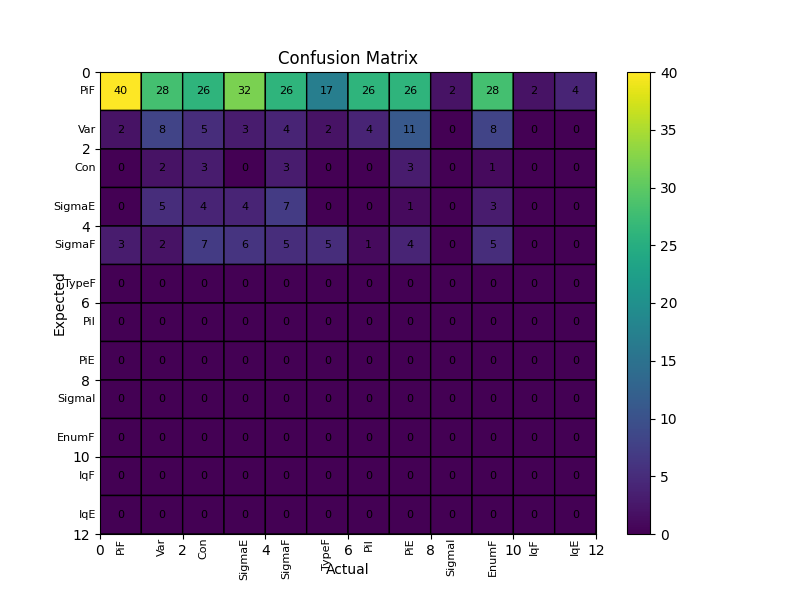 Confusion Matrix
0
PiF 40 28 26 32 26 17 26 26 2 28 2 4
Var 2 8 5 3 4 2 4 11 0 8 0 0
2
Con 0 2 3 0 3 0 0 3 0 1 0 0
SigmaE 0 5 4 4 7 0 0 1 0 3 0 0
4
SigmaF 3 2 7 6 5 5 1 4 0 5 0 0
TypeF 0 0 0 0 0 0 0 0 0 0 0 0
Expected
6
PiI 0 0 0 0 0 0 0 0 0 0 0 0
PiE 0 0 0 0 0 0 0 0 0 0 0 0
8
SigmaI 0 0 0 0 0 0 0 0 0 0 0 0
EnumF 0 0 0 0 0 0 0 0 0 0 0 0
10
IqF 0 0 0 0 0 0 0 0 0 0 0 0
IqE 0 0 0 0 0 0 0 0 0 0 0 0
12
0 2 4 6 8 10 12
PiF Var Con SigmaE SigmaF TypeF PiI PiE SigmaI EnumF IqF IqE
Actual
40
35
30
25
20
15
10
5
0